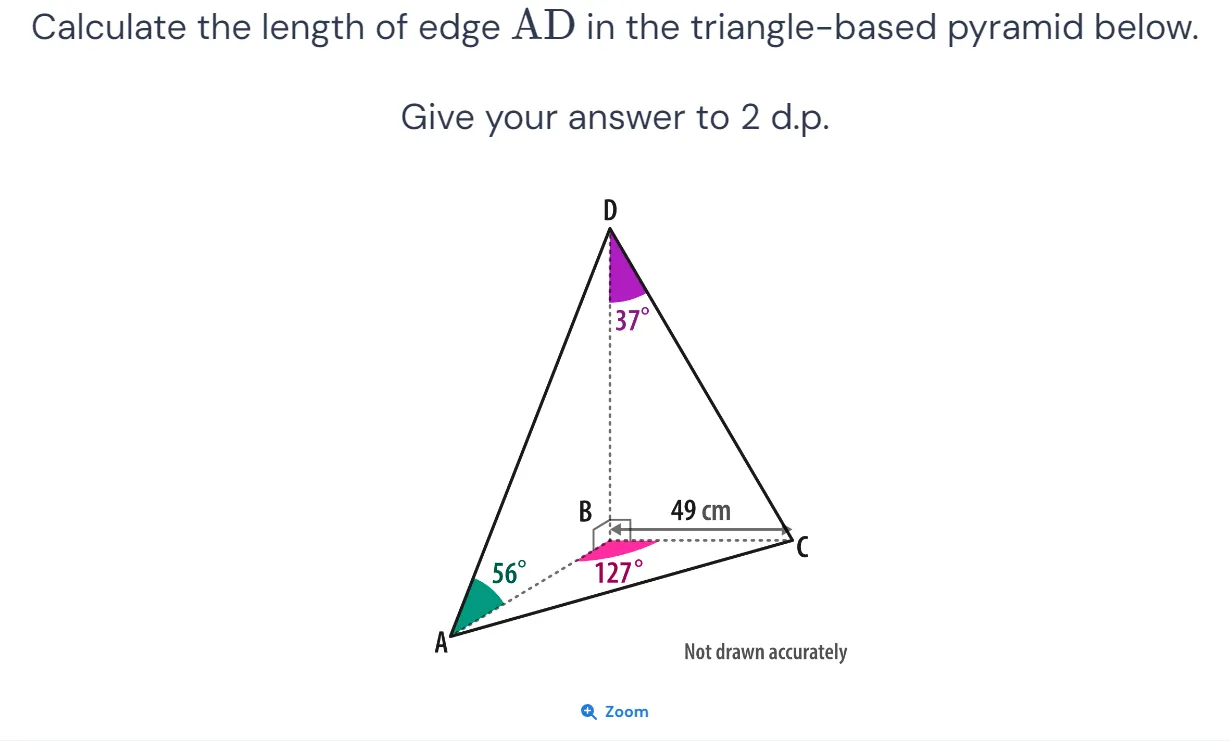 Calculate the length of edge AD in the triangle-based pyramid below.
Give your answer to 2 d.p.
D
37°
B
49 cm
C
56°
127°
A
Not drawn accurately
Zoom